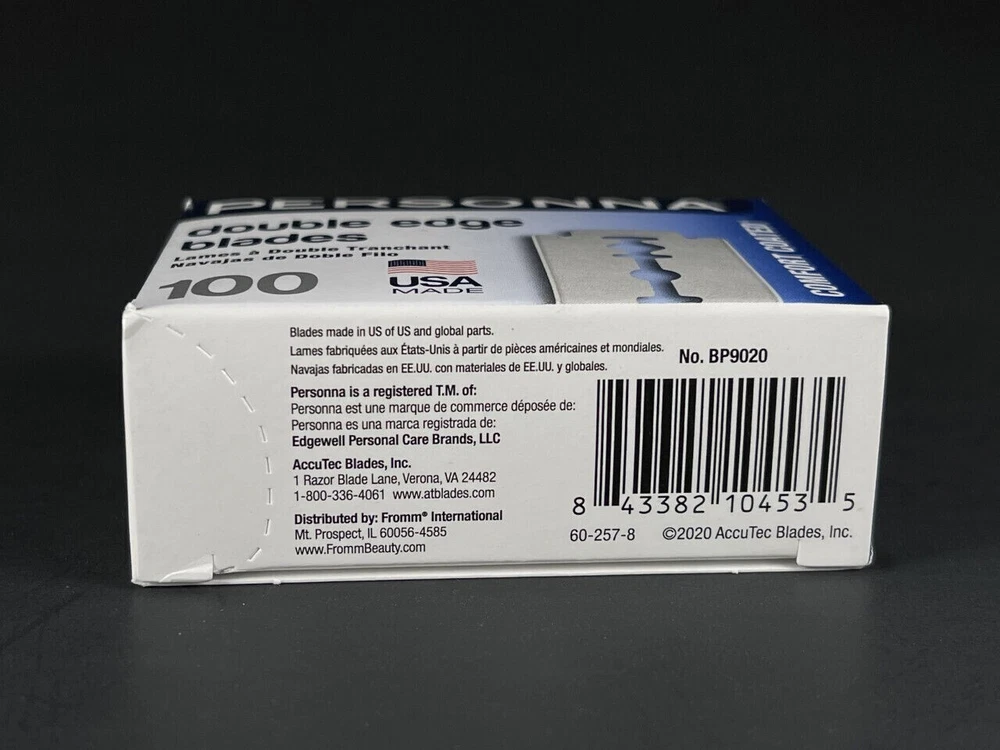 PERSONNA
double edge
blades
Lames à Double Tranchant
Navajas de Doble Filo
100
USA
MADE
COMFORT COATED
Blades made in US of US and global parts.
Lames fabriquées aux États-Unis à partir de pièces américaines et mondiales.
Navajas fabricadas en EE.UU. con materiales de EE.UU. y globales.
No. BP9020
Personna is a registered T.M. of:
Personna est une marque de commerce déposée de:
Personna es una marca registrada de:
Edgewell Personal Care Brands, LLC
AccuTec Blades, Inc.
1 Razor Blade Lane, Verona, VA 24482
1-800-336-4061 www.atblades.com
Distributed by: Fromm® International
Mt. Prospect, IL 60056-4585
www.FrommBeauty.com
8 43382 10453 5
60-257-8 ©2020 AccuTec Blades, Inc.